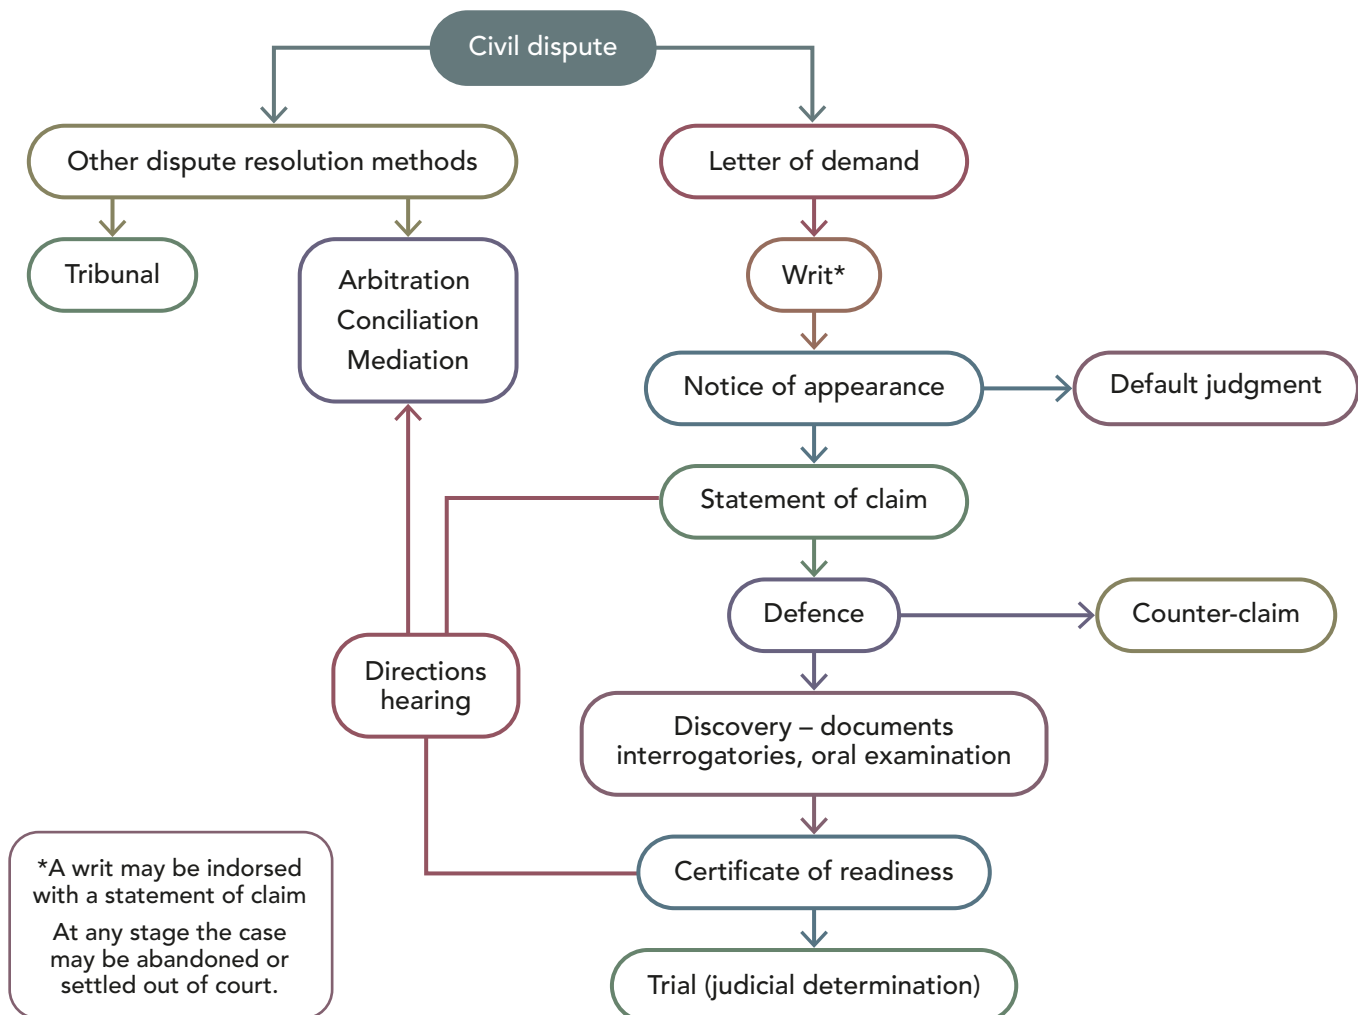 Civil dispute
Other dispute resolution methods
Letter of demand
Tribunal
Arbitration
Conciliation
Mediation
Writ*
Notice of appearance
Default judgment
Statement of claim
Defence
Counter-claim
Directions
hearing
Discovery – documents
interrogatories, oral examination
Certificate of readiness
*A writ may be indorsed
with a statement of claim
At any stage the case
may be abandoned or
settled out of court.
Trial (judicial determination)